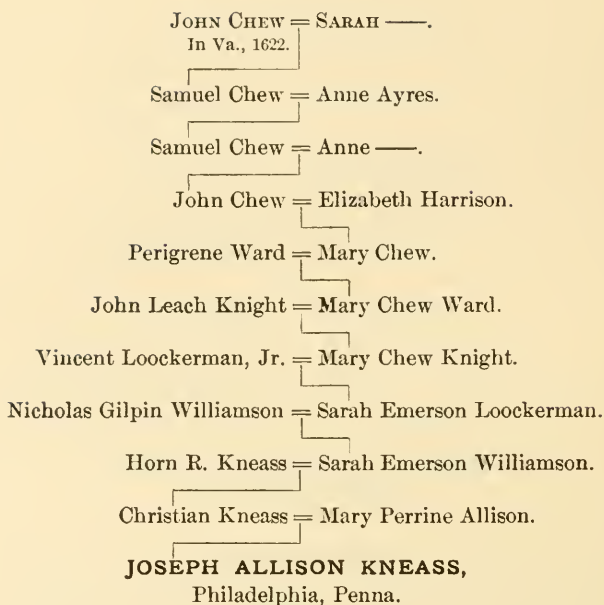 JOHN CHEW = SARAH ——.
In Va., 1622.
Samuel Chew = Anne Ayres.
Samuel Chew = Anne ——.
John Chew = Elizabeth Harrison.
Perigrene Ward = Mary Chew.
John Leach Knight = Mary Chew Ward.
Vincent Loockerman, Jr. = Mary Chew Knight.
Nicholas Gilpin Williamson = Sarah Emerson Loockerman.
Horn R. Kneass = Sarah Emerson Williamson.
Christian Kneass = Mary Perrine Allison.
JOSEPH ALLISON KNEASS,
Philadelphia, Penna.